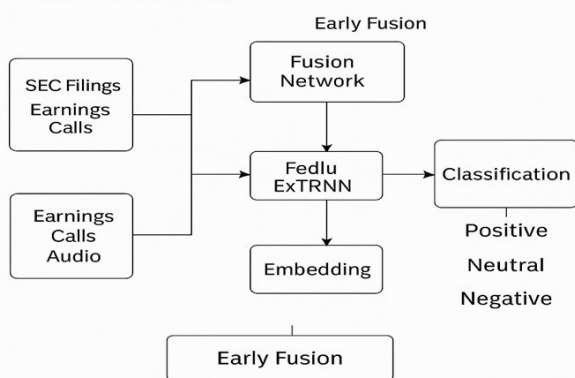 Early Fusion
SEC Filings
Earnings
Calls
Fusion
Network
Earnings
Calls
Audio
Fedlu
ExTRNN
Classification
Positive
Neutral
Negative
Embedding
Early Fusion